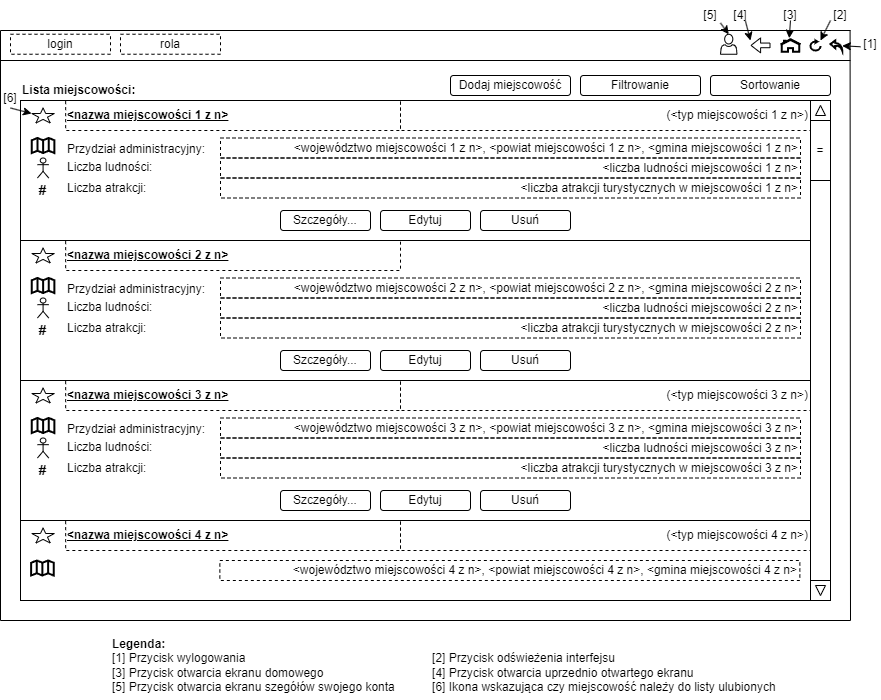 [5] [4] [3] [2]
login rola [1]
Lista miejscowości: Dodaj miejscowość Filtrowanie Sortowanie
[6]
<nazwa miejscowości 1 z n> (<typ miejscowości 1 z n>)
Przydział administracyjny: <województwo miejscowości 1 z n>, <powiat miejscowości 1 z n>, <gmina miejscowości 1 z n>
=
Liczba ludności: <liczba ludności miejscowości 1 z n>
# Liczba atrakcji: <liczba atrakcji turystycznych w miejscowości 1 z n>
Szczegóły... Edytuj Usuń
<nazwa miejscowości 2 z n>
Przydział administracyjny: <województwo miejscowości 2 z n>, <powiat miejscowości 2 z n>, <gmina miejscowości 2 z n>
Liczba ludności: <liczba ludności miejscowości 2 z n>
# Liczba atrakcji: <liczba atrakcji turystycznych w miejscowości 2 z n>
Szczegóły... Edytuj Usuń
<nazwa miejscowości 3 z n> (<typ miejscowości 3 z n>)
Przydział administracyjny: <województwo miejscowości 3 z n>, <powiat miejscowości 3 z n>, <gmina miejscowości 3 z n>
Liczba ludności: <liczba ludności miejscowości 3 z n>
# Liczba atrakcji: <liczba atrakcji turystycznych w miejscowości 3 z n>
Szczegóły... Edytuj Usuń
<nazwa miejscowości 4 z n> (<typ miejscowości 4 z n>)
<województwo miejscowości 4 z n>, <powiat miejscowości 4 z n>, <gmina miejscowości 4 z n>
Legenda:
[1] Przycisk wylogowania [2] Przycisk odświeżenia interfejsu
[3] Przycisk otwarcia ekranu domowego [4] Przycisk otwarcia uprzednio otwartego ekranu
[5] Przycisk otwarcia ekranu szegółów swojego konta [6] Ikona wskazująca czy miejscowość należy do listy ulubionych